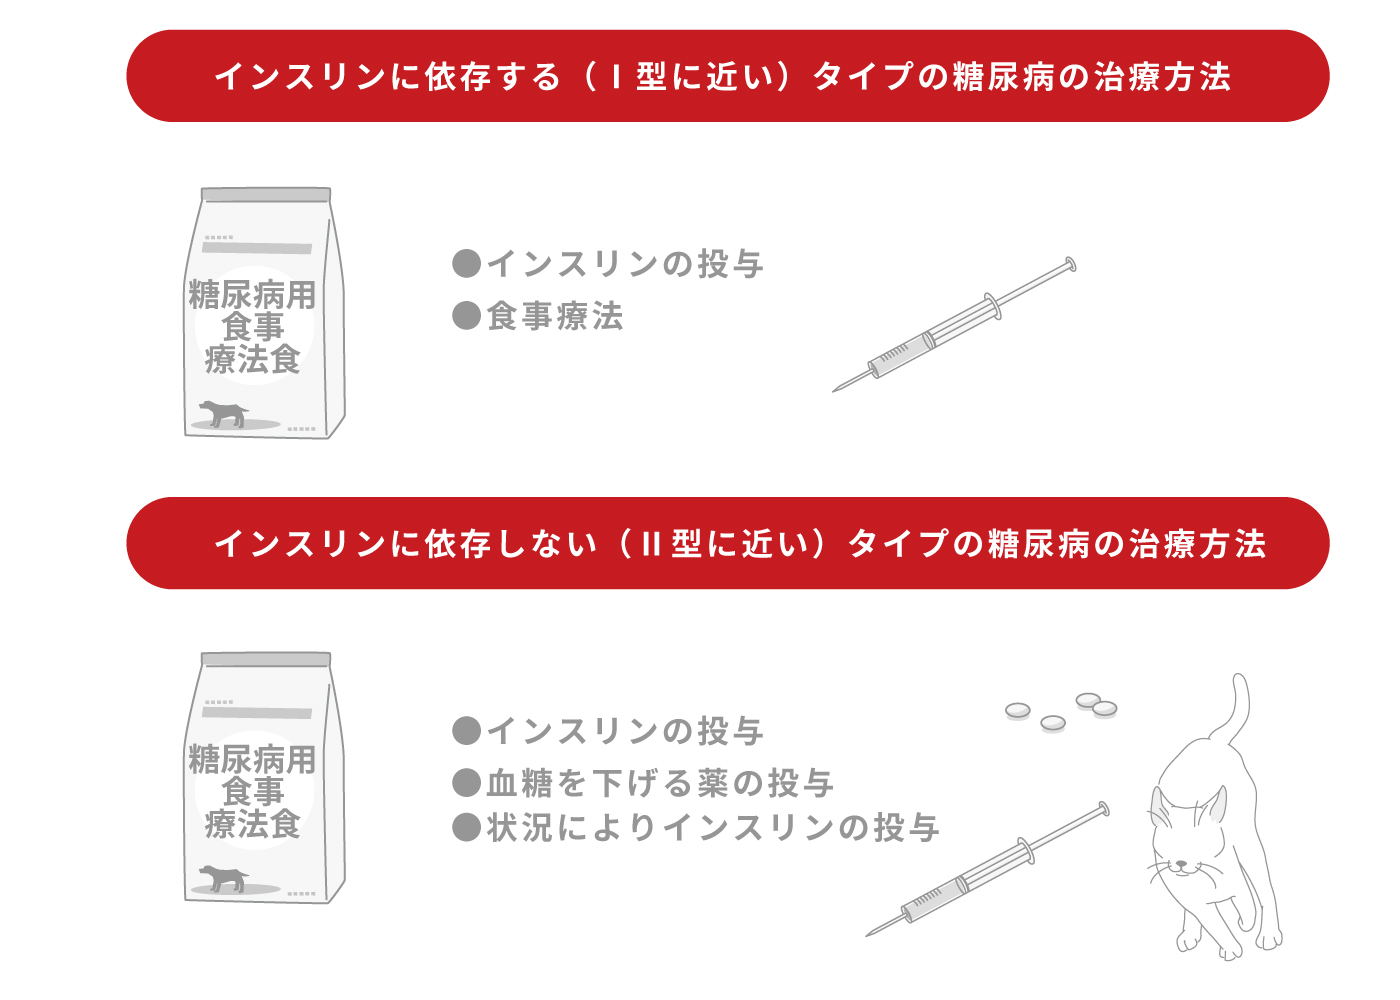 インスリンに依存する（Ⅰ型に近い）タイプの糖尿病の治療方法
糖尿病用
食事
療法食
●インスリンの投与
●食事療法
インスリンに依存しない（Ⅱ型に近い）タイプの糖尿病の治療方法
糖尿病用
食事
療法食
●インスリンの投与
●血糖を下げる薬の投与
●状況によりインスリンの投与